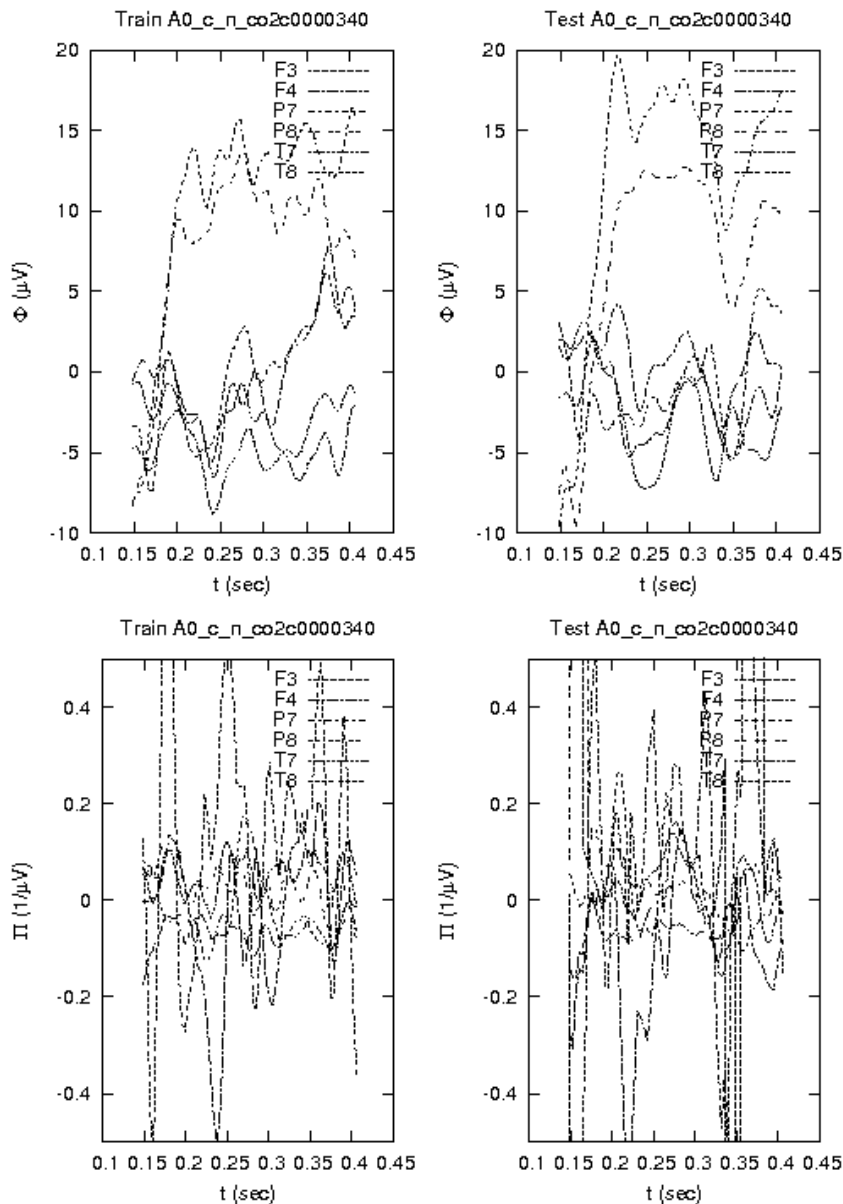 Train A0_c_n_co2c0000340
Test A0_c_n_co2c0000340
20
15
10
5
0
-5
-10
Φ (μV)
F3
F4
P7
P8
T7
T8
0.1 0.15 0.2 0.25 0.3 0.35 0.4 0.45
t (sec)
20
15
10
5
0
-5
-10
Φ (μV)
F3
F4
P7
P8
T7
T8
0.1 0.15 0.2 0.25 0.3 0.35 0.4 0.45
t (sec)
Train A0_c_n_co2c0000340
Test A0_c_n_co2c0000340
0.4
0.2
0
-0.2
-0.4
Π (1/μV)
F3
F4
P7
P8
T7
T8
0.1 0.15 0.2 0.25 0.3 0.35 0.4 0.45
t (sec)
0.4
0.2
0
-0.2
-0.4
Π (1/μV)
F3
F4
P7
P8
T7
T8
0.1 0.15 0.2 0.25 0.3 0.35 0.4 0.45
t (sec)